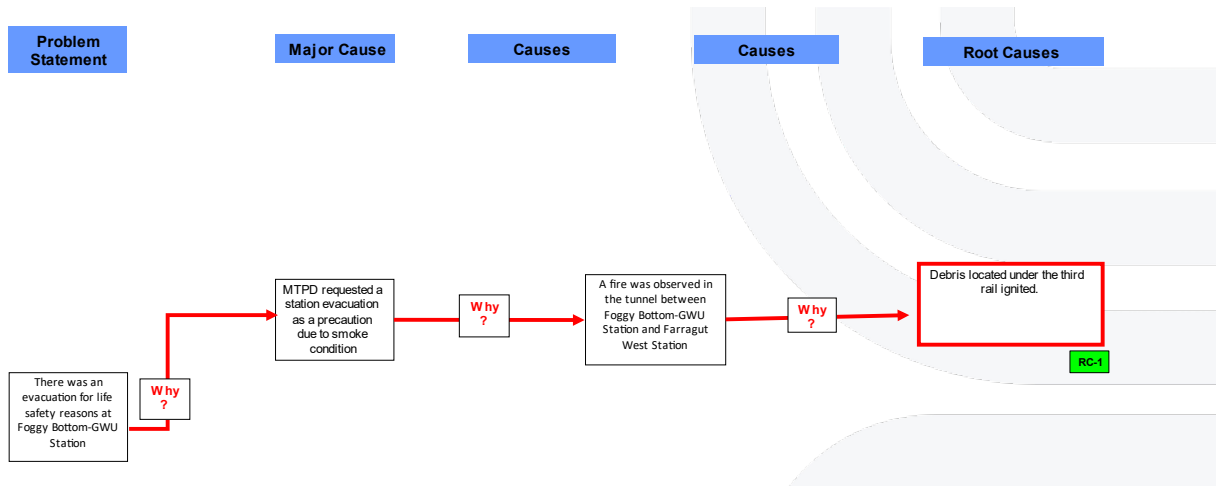 Problem
Statement
Major Cause
Causes
Causes
Root Causes
There was an
evacuation for life
safety reasons at
Foggy Bottom-GWU
Station
Why
?
MTPD requested a
station evacuation
as a precaution
due to smoke
condition
Why
?
A fire was observed in
the tunnel between
Foggy Bottom-GWU
Station and Farragut
West Station
Why
?
Debris located under the third
rail ignited.
RC-1